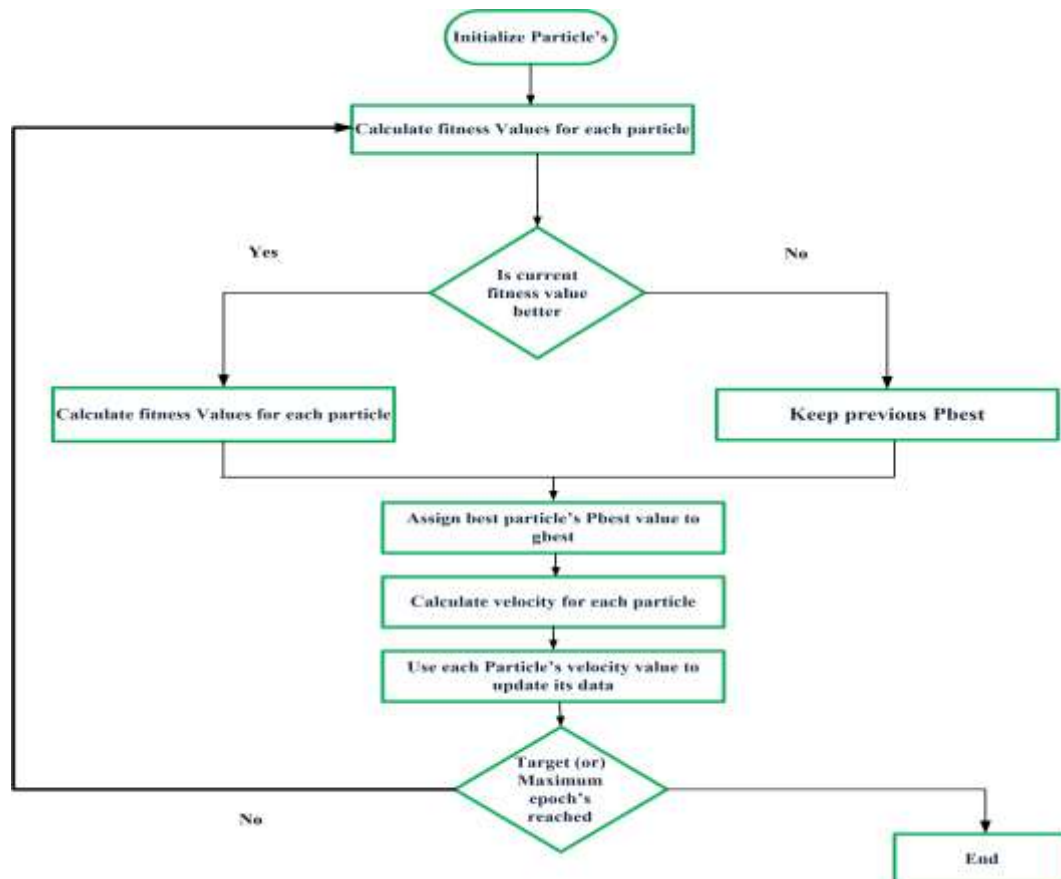 Initialize Particle's
Calculate fitness Values for each particle
Yes
No
Is current
fitness value
better
Calculate fitness Values for each particle
Keep previous Pbest
Assign best particle's Pbest value to
gbest
Calculate velocity for each particle
Use each Particle's velocity value to
update its data
Target (or)
Maximum
epoch's
reached
No
End